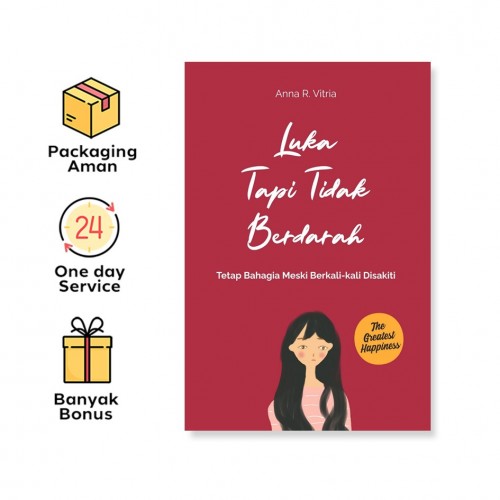 Packaging
Aman
24
One day
Service
Banyak
Bonus
Anna R. Vitria
Luka
Tapi Tidak
Berdarah
Tetap Bahagia Meski Berkali-kali Disakiti
The
Greatest
Happiness